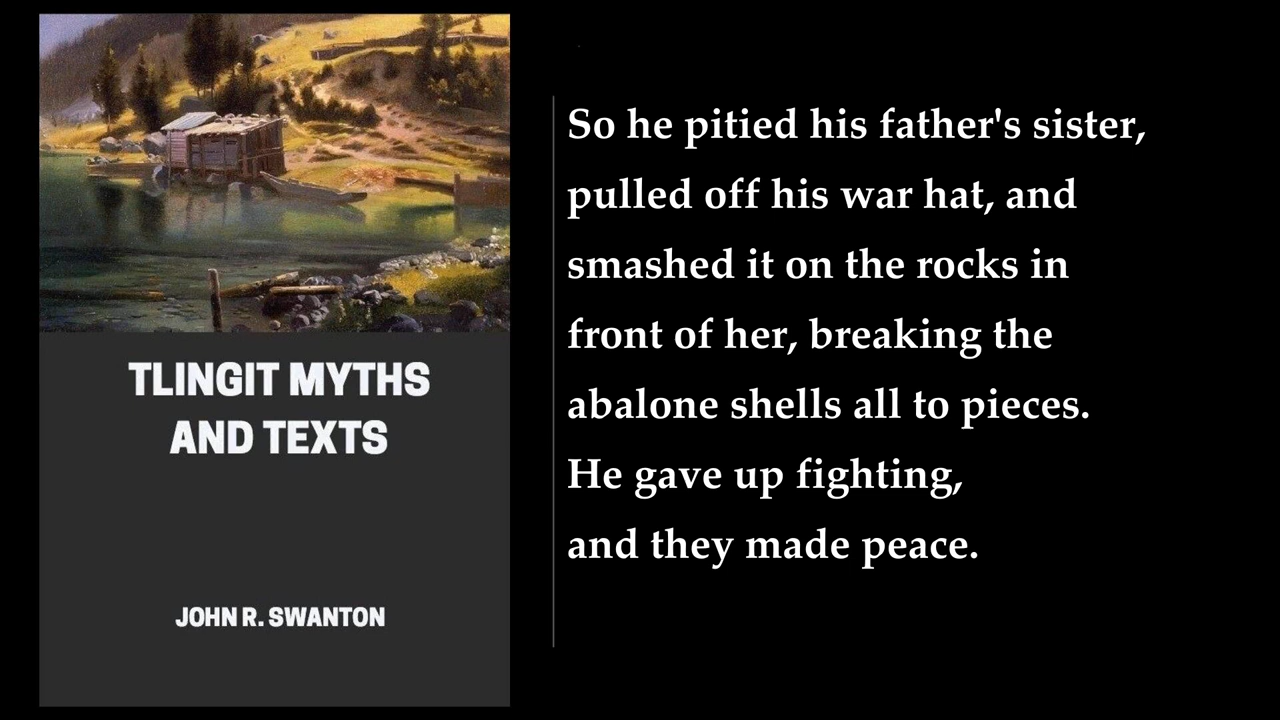 TLINGIT MYTHS
AND TEXTS
JOHN R. SWANTON
So he pitied his father's sister,
pulled off his war hat, and
smashed it on the rocks in
front of her, breaking the
abalone shells all to pieces.
He gave up fighting,
and they made peace.